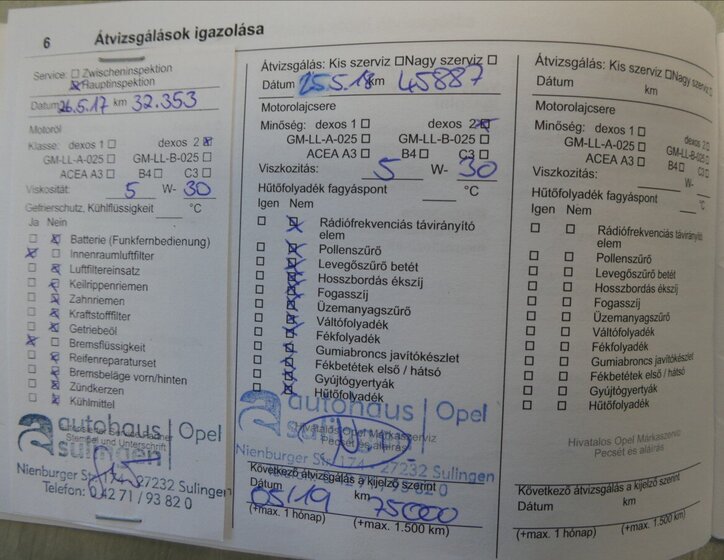 6 Átvizsgálások igazolása
Service: Zwischeninspektion
Hauptinspektion
Datum 26.5.17 km 32.353
Motoröl
Klasse: dexos 1 dexos 2
GM-LL-A-025 GM-LL-B-025
ACEA A3 B4 C3
Viskosität: 5 W- 30
Gefrierschutz, Kühlflüssigkeit °C
Ja Nein
Batterie (Funkfernbedienung)
Innenraumluftfilter
Luftfiltereinsatz
Keilrippenriemen
Zahnriemen
Kraftstofffilter
Getriebeöl
Bremsflüssigkeit
Reifenreparaturset
Bremsbeläge vorn/hinten
Zündkerzen
Kühlmittel
autohaus Opel
sulingen
Stempel und Unterschrift
Nienburger Str. 174 · 27232 Sulingen
Telefon: 0 42 71 / 93 82 0
Átvizsgálás: Kis szerviz Nagy szerviz
Dátum 25.5.18 km 45887
Motorolajcsere
Minőség: dexos 1 dexos 2
GM-LL-A-025 GM-LL-B-025
ACEA A3 B4 C3
Viszkozitás: 5 W- 30
Hűtőfolyadék fagyáspont °C
Igen Nem
Rádiófrekvenciás távirányító
elem
Pollenszűrő
Levegőszűrő betét
Hosszbordás ékszíj
Fogasszíj
Üzemanyagszűrő
Váltófolyadék
Fékfolyadék
Gumiabroncs javítókészlet
Fékbetétek első / hátsó
Gyújtógyertyák
Hűtőfolyadék
autohaus Opel
Hivatalos Opel Márkaszerviz
Pecsét és aláírás
Nienburger Str. 174 · 27232 Sulingen
Következő átvizsgálás a kijelző szerint
Dátum km
05/19 75000
(+max. 1 hónap) (+max. 1.500 km)
Átvizsgálás: Kis szerviz Nagy szerviz
Dátum km
Motorolajcsere
Minőség: dexos 1 dexos 2
GM-LL-A-025 GM-LL-B-025
ACEA A3 B4 C3
Viszkozitás: W-
Hűtőfolyadék fagyáspont °C
Igen Nem
Rádiófrekvenciás távirányító
elem
Pollenszűrő
Levegőszűrő betét
Hosszbordás ékszíj
Fogasszíj
Üzemanyagszűrő
Váltófolyadék
Fékfolyadék
Gumiabroncs javítókészlet
Fékbetétek első / hátsó
Gyújtógyertyák
Hűtőfolyadék
Hivatalos Opel Márkaszerviz
Pecsét és aláírás
Következő átvizsgálás a kijelző szerint
Dátum km
(+max. 1 hónap) (+max. 1.500 km)